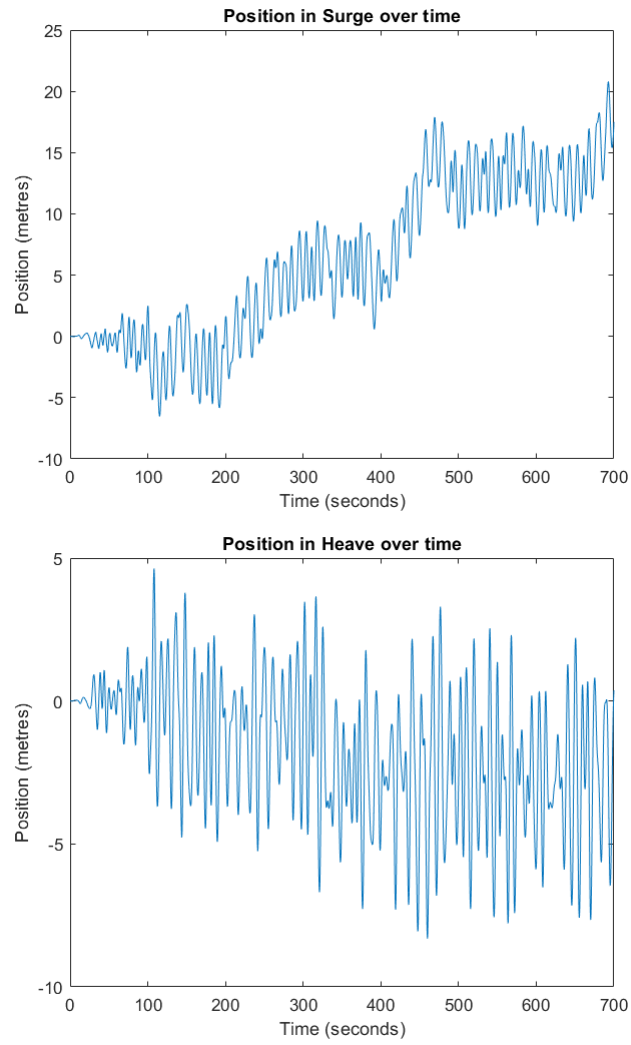 Position in Surge over time
25
20
15
10
5
0
-5
-10
Position (metres)
0 100 200 300 400 500 600 700
Time (seconds)
Position in Heave over time
5
0
-5
-10
Position (metres)
0 100 200 300 400 500 600 700
Time (seconds)